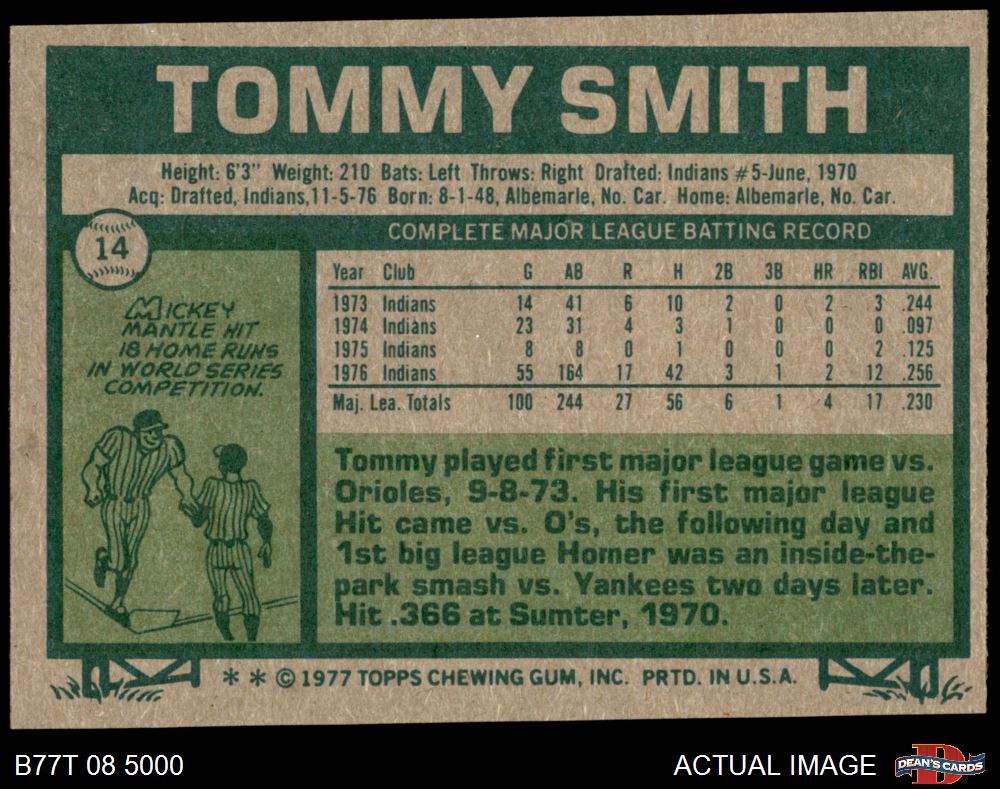 TOMMY SMITH
Height: 6'3" Weight: 210 Bats: Left Throws: Right Drafted: Indians #5-June, 1970
Acq: Drafted, Indians, 11-5-76 Born: 8-1-48, Albemarle, No. Car. Home: Albemarle, No. Car.
14
MICKEY
MANTLE HIT
18 HOME RUNS
IN WORLD SERIES
COMPETITION.
COMPLETE MAJOR LEAGUE BATTING RECORD
Year Club G AB R H 2B 3B HR RBI AVG.
1973 Indians 14 41 6 10 2 0 2 3 .244
1974 Indians 23 31 4 3 1 0 0 0 .097
1975 Indians 8 8 0 1 0 0 0 2 .125
1976 Indians 55 164 17 42 3 1 2 12 .256
Maj. Lea. Totals 100 244 27 56 6 1 4 17 .230
Tommy played first major league game vs.
Orioles, 9-8-73. His first major league
Hit came vs. O's, the following day and
1st big league Homer was an inside-the-
park smash vs. Yankees two days later.
Hit .366 at Sumter, 1970.
* * © 1977 TOPPS CHEWING GUM, INC. PRTD. IN U.S.A.
B77T 08 5000 ACTUAL IMAGE
D
DEAN'S CARDS